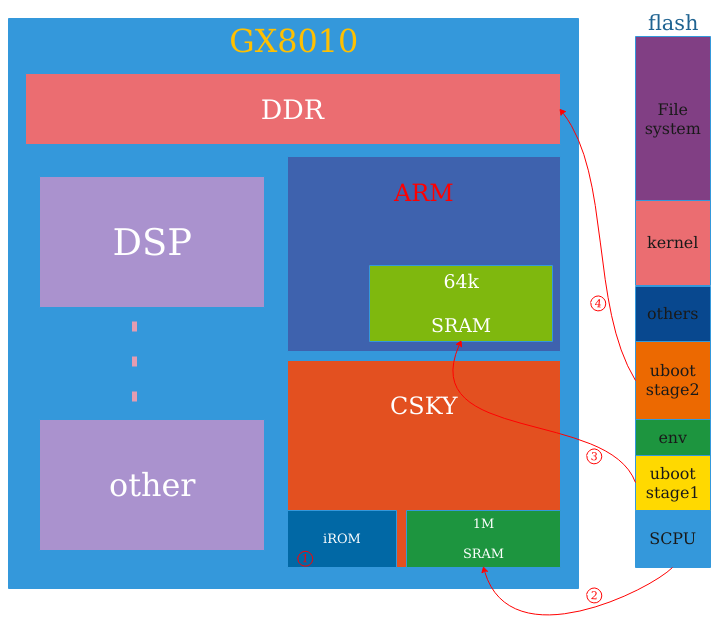 flash
GX8010
DDR
File
system
ARM
DSP
kernel
64k
SRAM
④
others
uboot
stage2
CSKY
env
③
uboot
stage1
other
1M
SRAM
iROM
SCPU
①
②